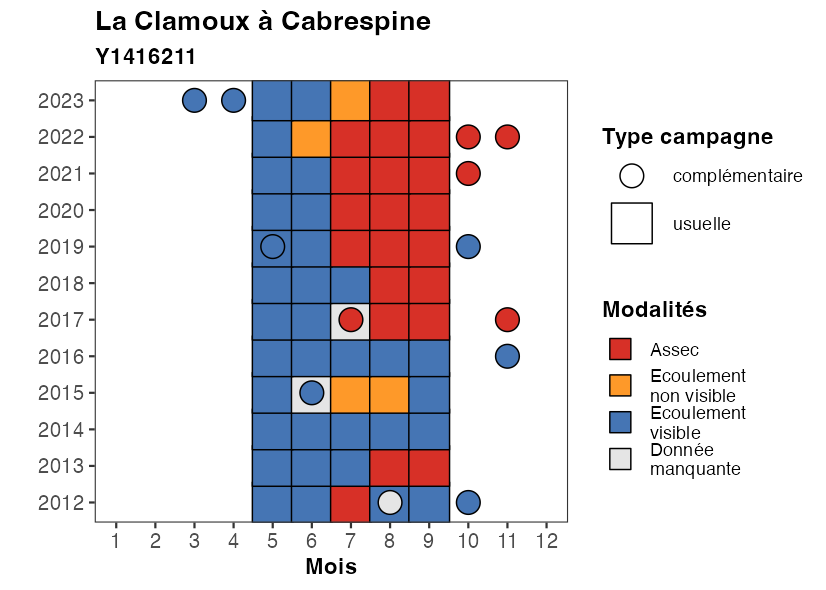 La Clamoux à Cabrespine
Y1416211
2023
2022
2021
2020
2019
2018
2017
2016
2015
2014
2013
2012
1 2 3 4 5 6 7 8 9 10 11 12
Mois
Type campagne
complémentaire
usuelle
Modalités
Assec
Ecoulement
non visible
Ecoulement
visible
Donnée
manquante